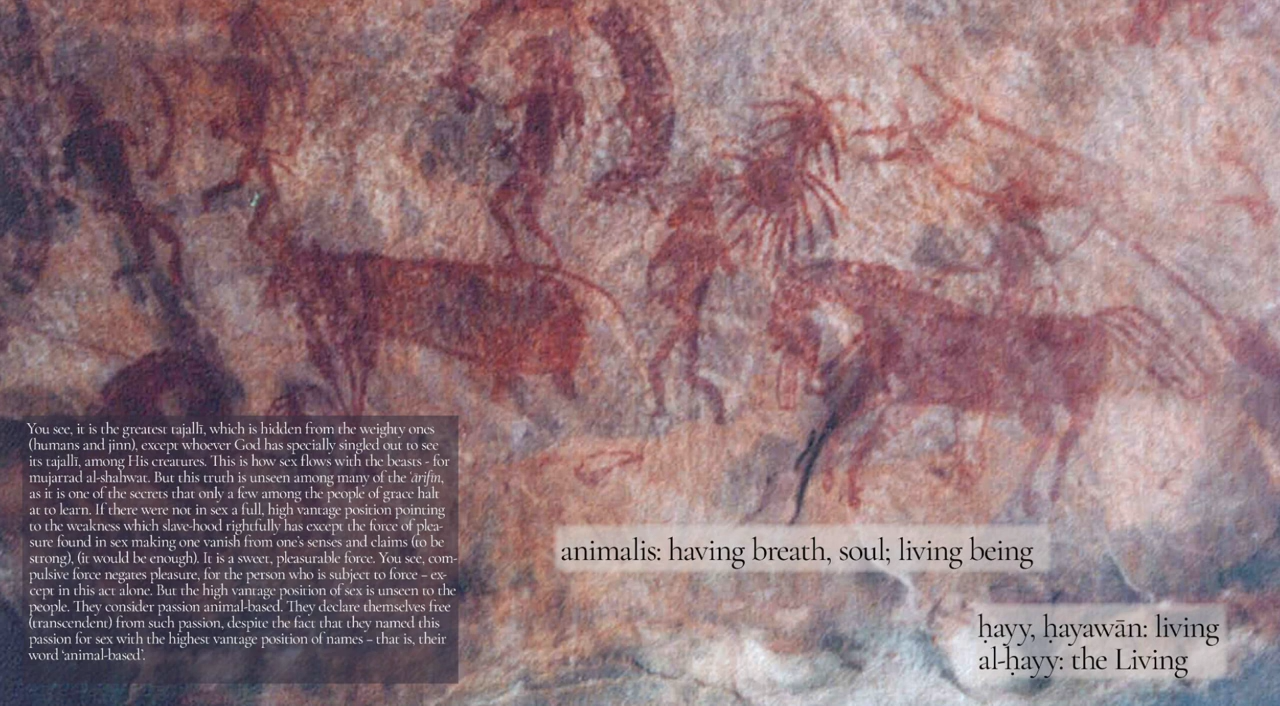 You see, it is the greatest tajallī, which is hidden from the weighty ones
(humans and jinn), except whoever God has specially singled out to see
its tajallī, among His creatures. This is how sex flows with the beasts - for
mujarrad al-shahwat. But this truth is unseen among many of the ʿārifīn,
as it is one of the secrets that only a few among the people of grace halt
at to learn. If there were not in sex a full, high vantage position pointing
to the weakness which slave-hood rightfully has except the force of plea-
sure found in sex making one vanish from one's senses and claims (to be
strong), (it would be enough). It is a sweet, pleasurable force. You see, com-
pulsive force negates pleasure, for the person who is subject to force – ex-
cept in this act alone. But the high vantage position of sex is unseen to the
people. They consider passion animal-based. They declare themselves free
(transcendent) from such passion, despite the fact that they named this
passion for sex with the highest vantage position of names – that is, their
word 'animal-based'.
animalis: having breath, soul; living being
ḥayy, ḥayawān: living
al-ḥayy: the Living